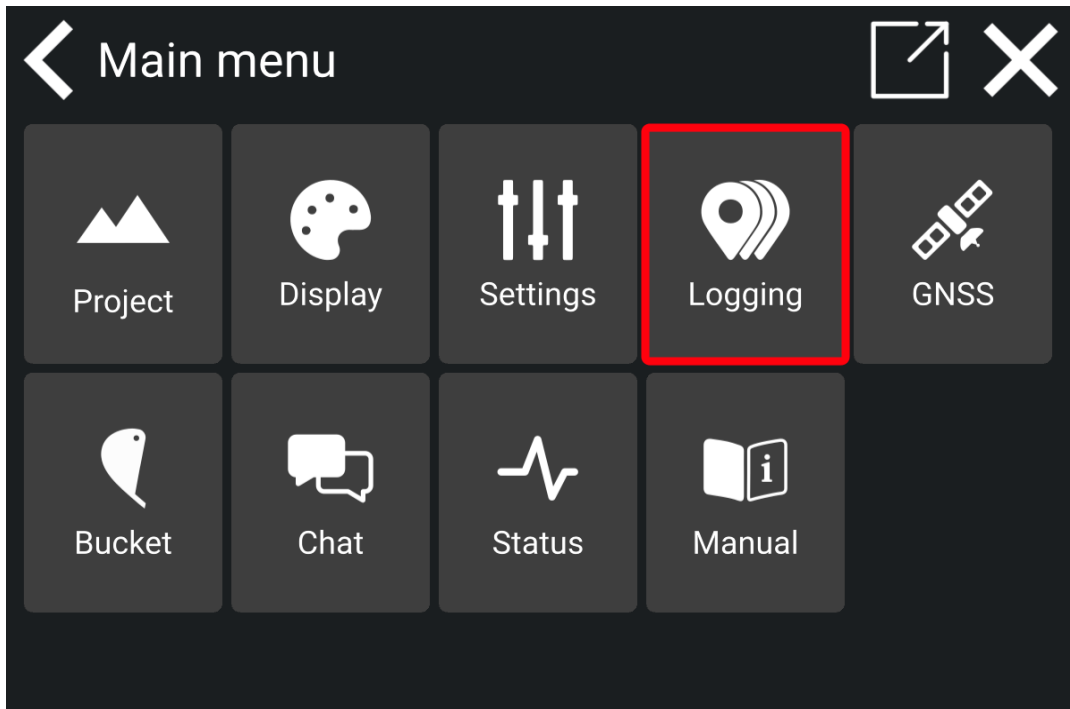 Main menu
Project
Display
Settings
Logging
GNSS
Bucket
Chat
Status
i
Manual